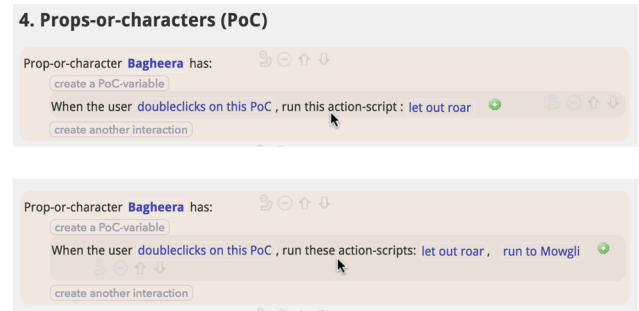 4. Props-or-characters (PoC)
Prop-or-character Bagheera has:
create a PoC-variable
When the user doubleclicks on this PoC , run this action-script : let out roar
create another interaction
Prop-or-character Bagheera has:
create a PoC-variable
When the user doubleclicks on this PoC , run these action-scripts: let out roar , run to Mowgli
create another interaction